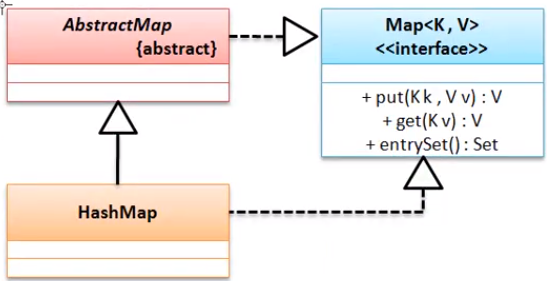 AbstractMap
{abstract}
Map<K , V>
<<interface>>
+ put(K k , V v) : V
+ get(K v) : V
+ entrySet() : Set
HashMap